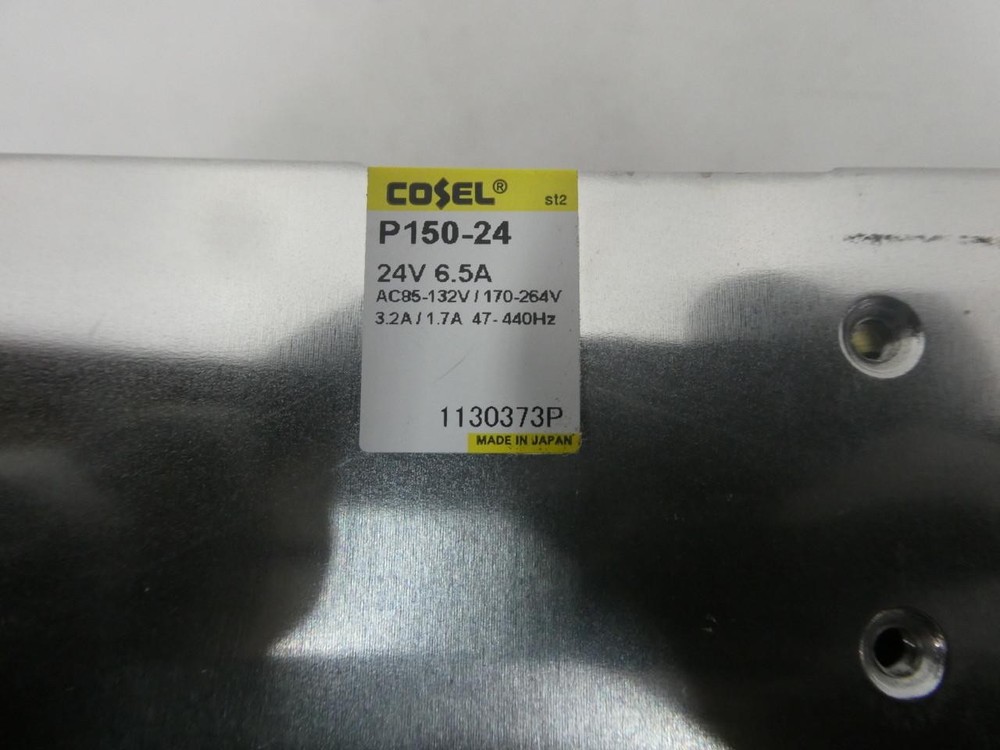 COSEL®
st2
P150-24
24V 6.5A
AC85-132V / 170-264V
3.2A / 1.7A 47- 440Hz
1130373P
MADE IN JAPAN